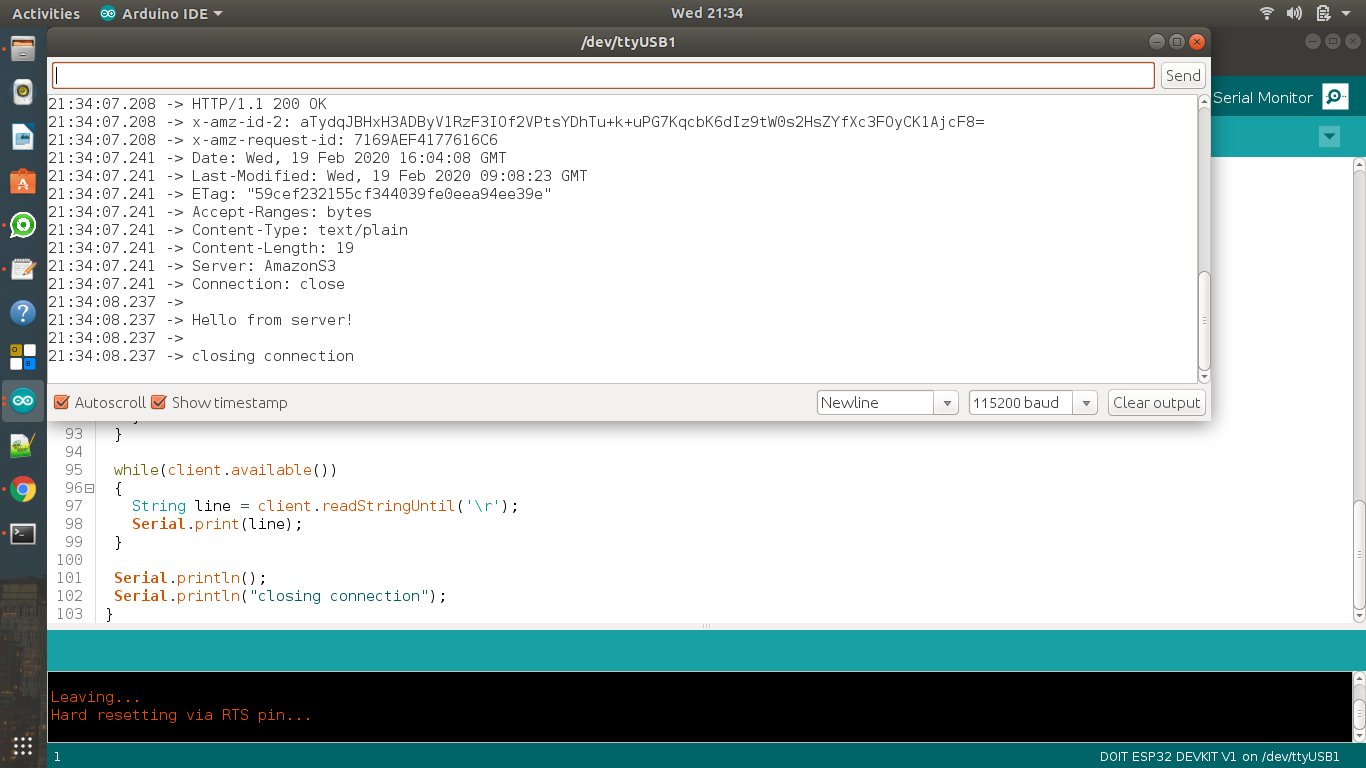 Activities Arduino IDE Wed 21:34
/dev/ttyUSB1
Send
Serial Monitor
21:34:07.208 -> HTTP/1.1 200 OK
21:34:07.208 -> x-amz-id-2: aTydqJBHxH3ADByV1RzF3IOf2VPtsYDhTu+k+uPG7KqcbK6dIz9tW0s2HsZYfXc3FOyCK1AjcF8=
21:34:07.208 -> x-amz-request-id: 7169AEF4177616C6
21:34:07.241 -> Date: Wed, 19 Feb 2020 16:04:08 GMT
21:34:07.241 -> Last-Modified: Wed, 19 Feb 2020 09:08:23 GMT
21:34:07.241 -> ETag: "59cef232155cf344039fe0eea94ee39e"
21:34:07.241 -> Accept-Ranges: bytes
21:34:07.241 -> Content-Type: text/plain
21:34:07.241 -> Content-Length: 19
21:34:07.241 -> Server: AmazonS3
21:34:07.241 -> Connection: close
21:34:08.237 ->
21:34:08.237 -> Hello from server!
21:34:08.237 ->
21:34:08.237 -> closing connection
Autoscroll Show timestamp Newline 115200 baud Clear output
93 }
94
95 while(client.available())
96 {
97 String line = client.readStringUntil('\r');
98 Serial.print(line);
99 }
100
101 Serial.println();
102 Serial.println("closing connection");
103 }
Leaving...
Hard resetting via RTS pin...
1 DOIT ESP32 DEVKIT V1 on /dev/ttyUSB1